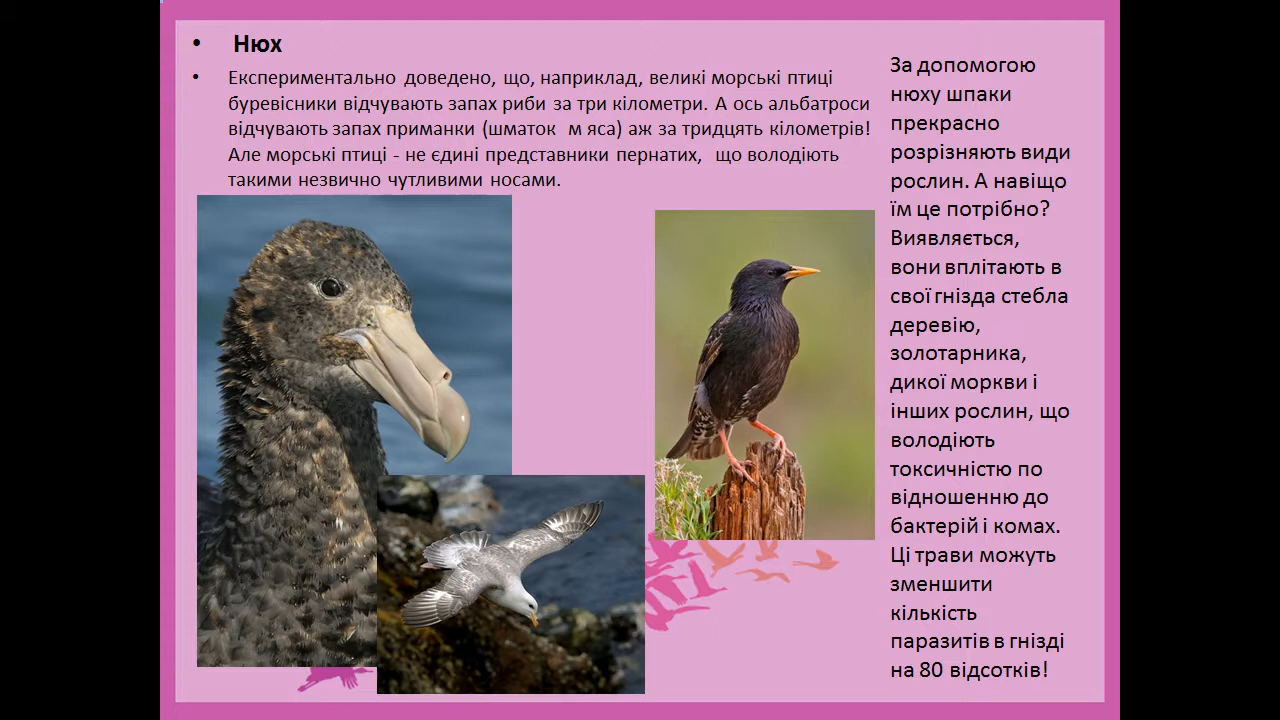 Нюх
Експериментально доведено, що, наприклад, великі морські птиці
буревісники відчувають запах риби за три кілометри. А ось альбатроси
відчувають запах приманки (шматок м яса) аж за тридцять кілометрів!
Але морські птиці - не єдині представники пернатих, що володіють
такими незвично чутливими носами.
За допомогою
нюху шпаки
прекрасно
розрізняють види
рослин. А навіщо
їм це потрібно?
Виявляється,
вони вплітають в
свої гнізда стебла
деревію,
золотарника,
дикої моркви і
інших рослин, що
володіють
токсичністю по
відношенню до
бактерій і комах.
Ці трави можуть
зменшити
кількість
паразитів в гнізді
на 80 відсотків!